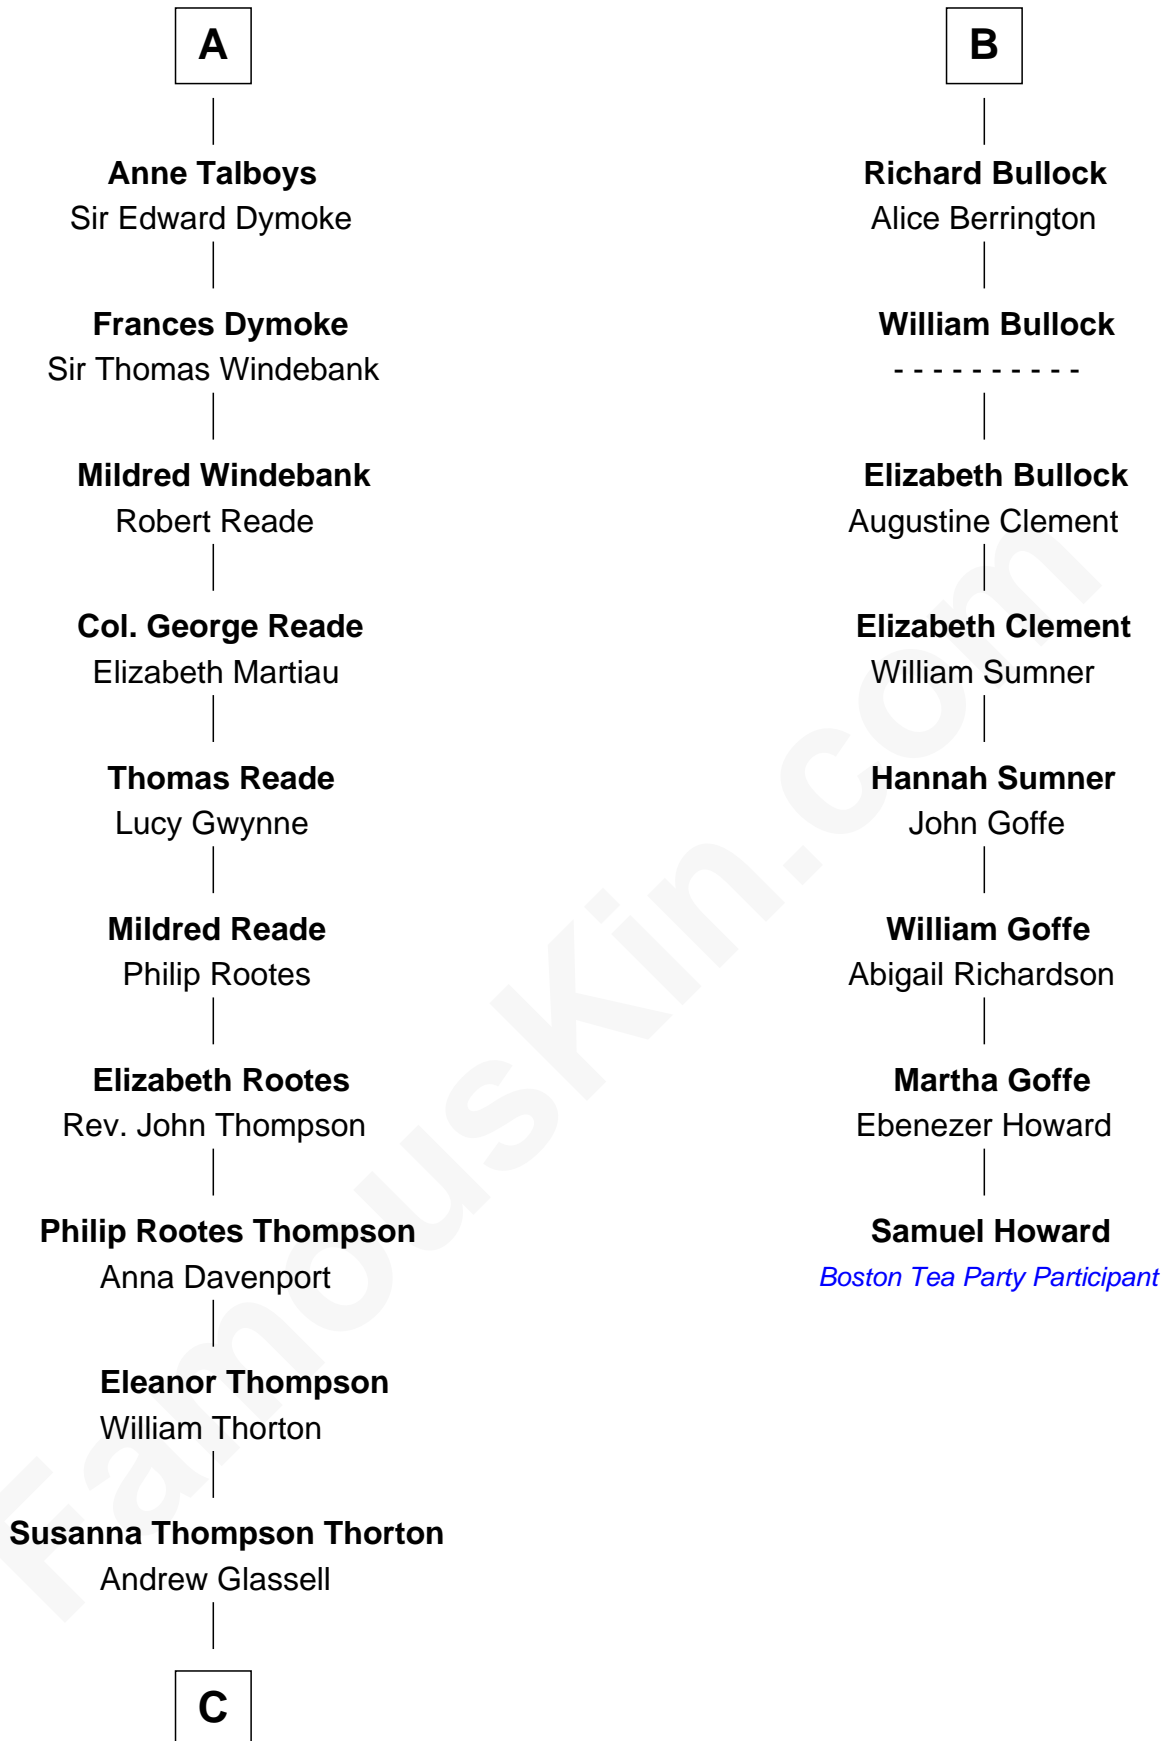 A
Anne Talboys
Sir Edward Dymoke
Frances Dymoke
Sir Thomas Windebank
Mildred Windebank
Robert Reade
Col. George Reade
Elizabeth Martiau
Thomas Reade
Lucy Gwynne
Mildred Reade
Philip Rootes
Elizabeth Rootes
Rev. John Thompson
Philip Rootes Thompson
Anna Davenport
Eleanor Thompson
William Thorton
Susanna Thompson Thorton
Andrew Glassell
C
B
Richard Bullock
Alice Berrington
William Bullock
- - - - - - - - - -
Elizabeth Bullock
Augustine Clement
Elizabeth Clement
William Sumner
Hannah Sumner
John Goffe
William Goffe
Abigail Richardson
Martha Goffe
Ebenezer Howard
Samuel Howard
Boston Tea Party Participant
FamousKin.com